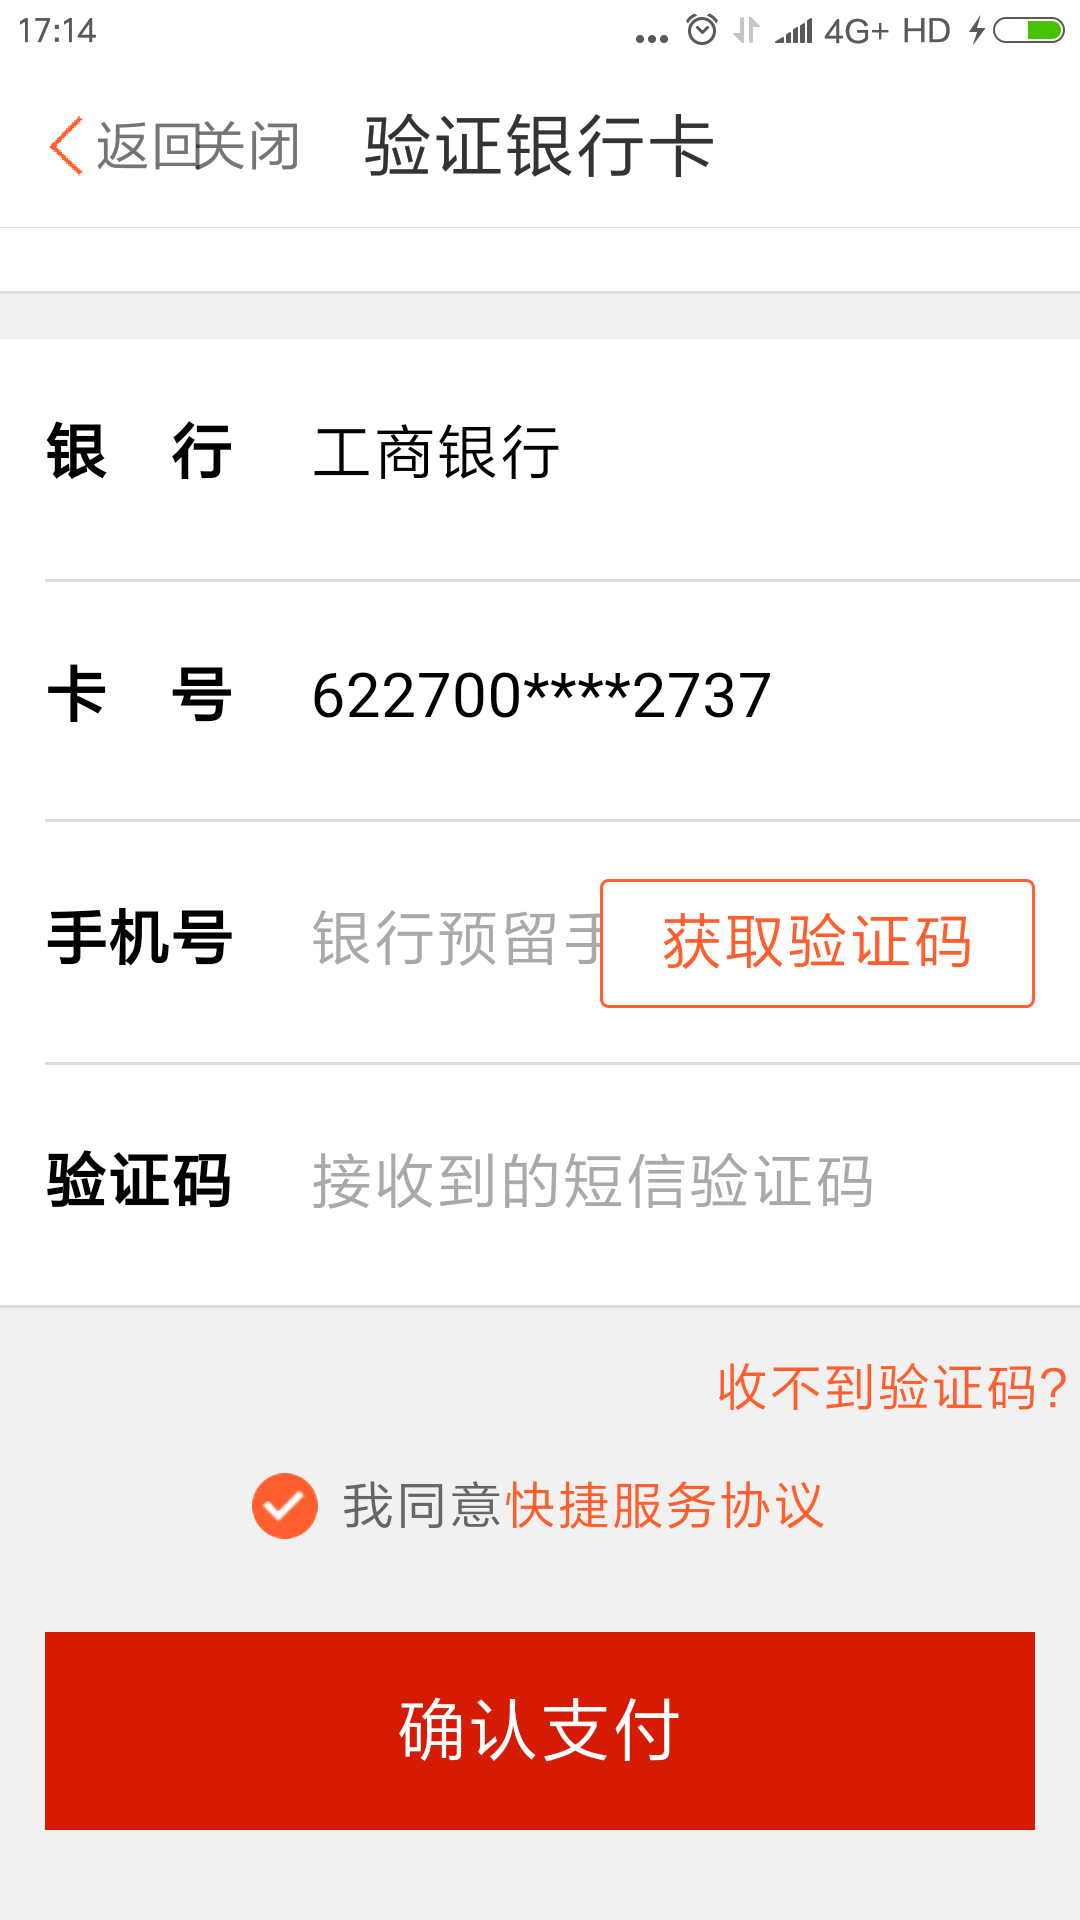 17:14
... 4G+ HD
返回关闭 验证银行卡
银 行 工商银行
卡 号 622700****2737
手机号 银行预留手 获取验证码
验证码 接收到的短信验证码
收不到验证码?
我同意快捷服务协议
确认支付